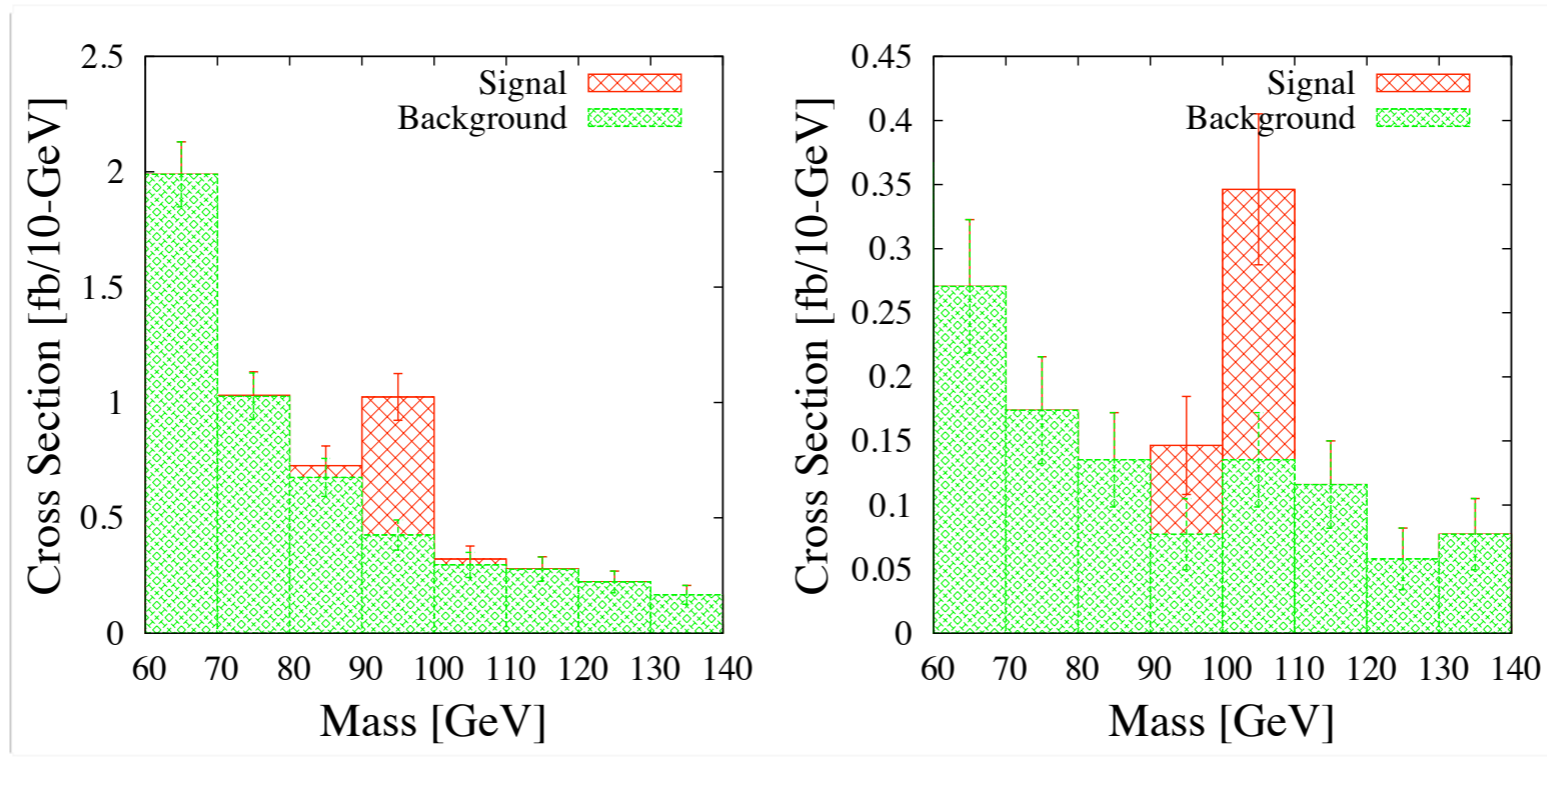 Cross Section [fb/10-GeV]
2.5
2
1.5
1
0.5
0
Signal
Background
60 70 80 90 100 110 120 130 140
Mass [GeV]
Cross Section [fb/10-GeV]
0.45
0.4
0.35
0.3
0.25
0.2
0.15
0.1
0.05
0
Signal
Background
60 70 80 90 100 110 120 130 140
Mass [GeV]